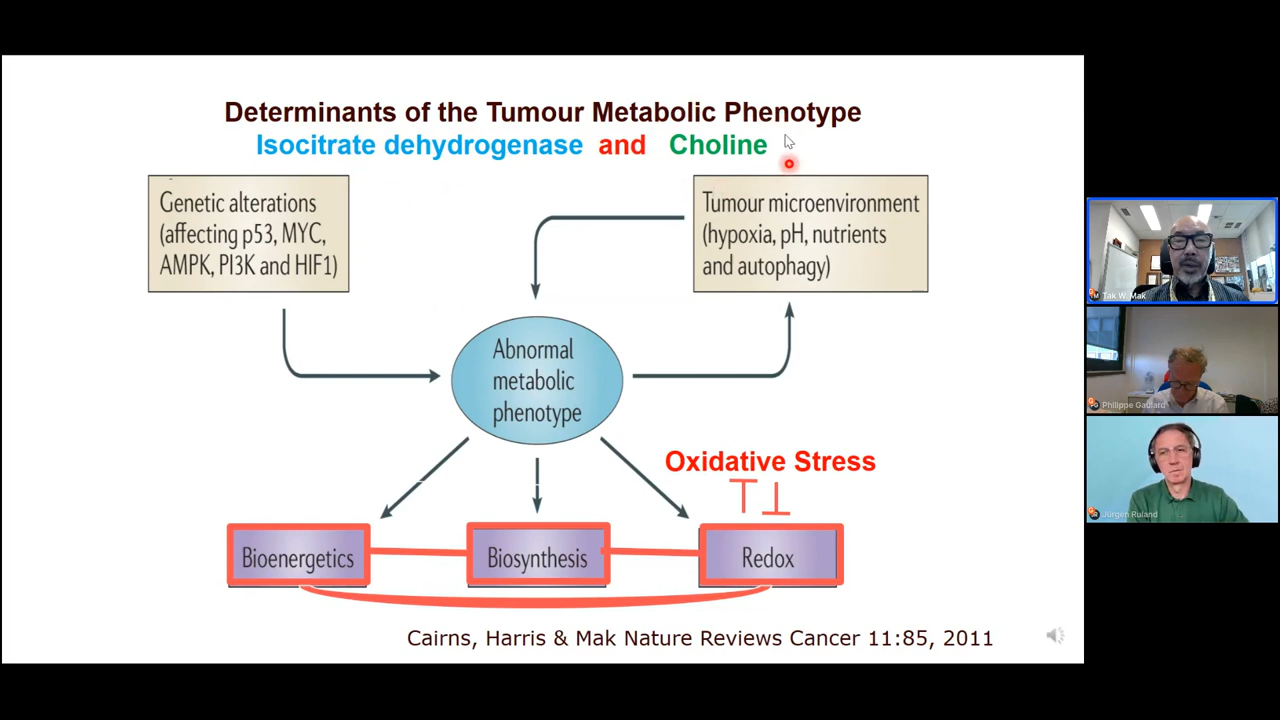 Determinants of the Tumour Metabolic Phenotype
Isocitrate dehydrogenase and Choline
Genetic alterations
(affecting p53, MYC,
AMPK, PI3K and HIF1)
Tumour microenvironment
(hypoxia, pH, nutrients
and autophagy)
Abnormal
metabolic
phenotype
Oxidative Stress
Bioenergetics
Biosynthesis
Redox
Cairns, Harris & Mak Nature Reviews Cancer 11:85, 2011
Tak W. Mak
Philippe Gaulard
Jürgen Ruland